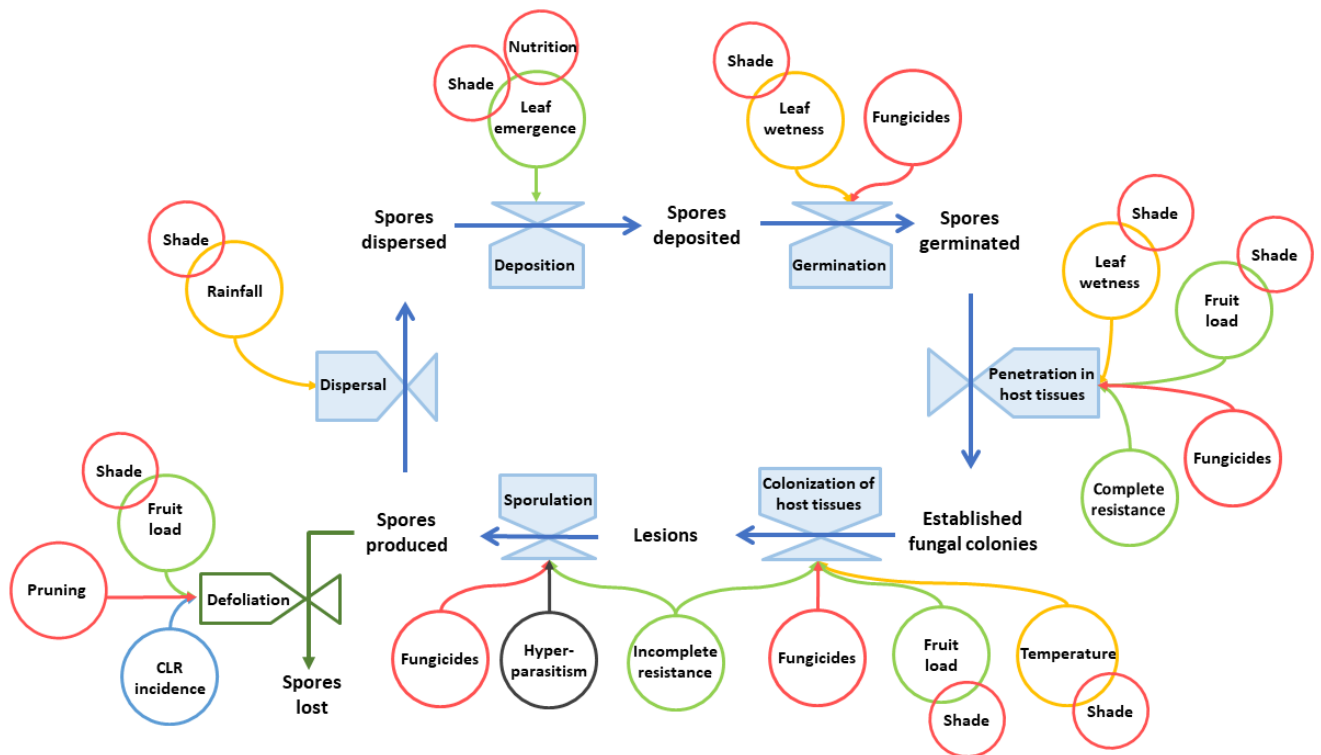 Nutrition
Shade
Leaf
emergence
Shade
Leaf
wetness
Fungicides
Spores
dispersed
Deposition
Spores
deposited
Germination
Spores
germinated
Shade
Rainfall
Dispersal
Shade
Leaf
wetness
Shade
Fruit
load
Penetration in
host tissues
Fungicides
Complete
resistance
Shade
Fruit
load
Pruning
Defoliation
CLR
incidence
Spores
lost
Spores
produced
Sporulation
Lesions
Colonization of
host tissues
Established
fungal colonies
Fungicides
Hyper-
parasitism
Incomplete
resistance
Fungicides
Fruit
load
Shade
Temperature
Shade